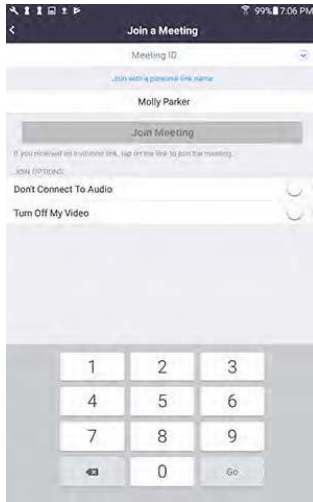 99% 7:06 PM
Join a Meeting
Meeting ID
Join with a personal link name
Molly Parker
Join Meeting
If you received an invitation link, tap on the link to join the meeting.
JOIN OPTIONS
Don't Connect To Audio
Turn Off My Video
1 2 3
4 5 6
7 8 9
0 Go